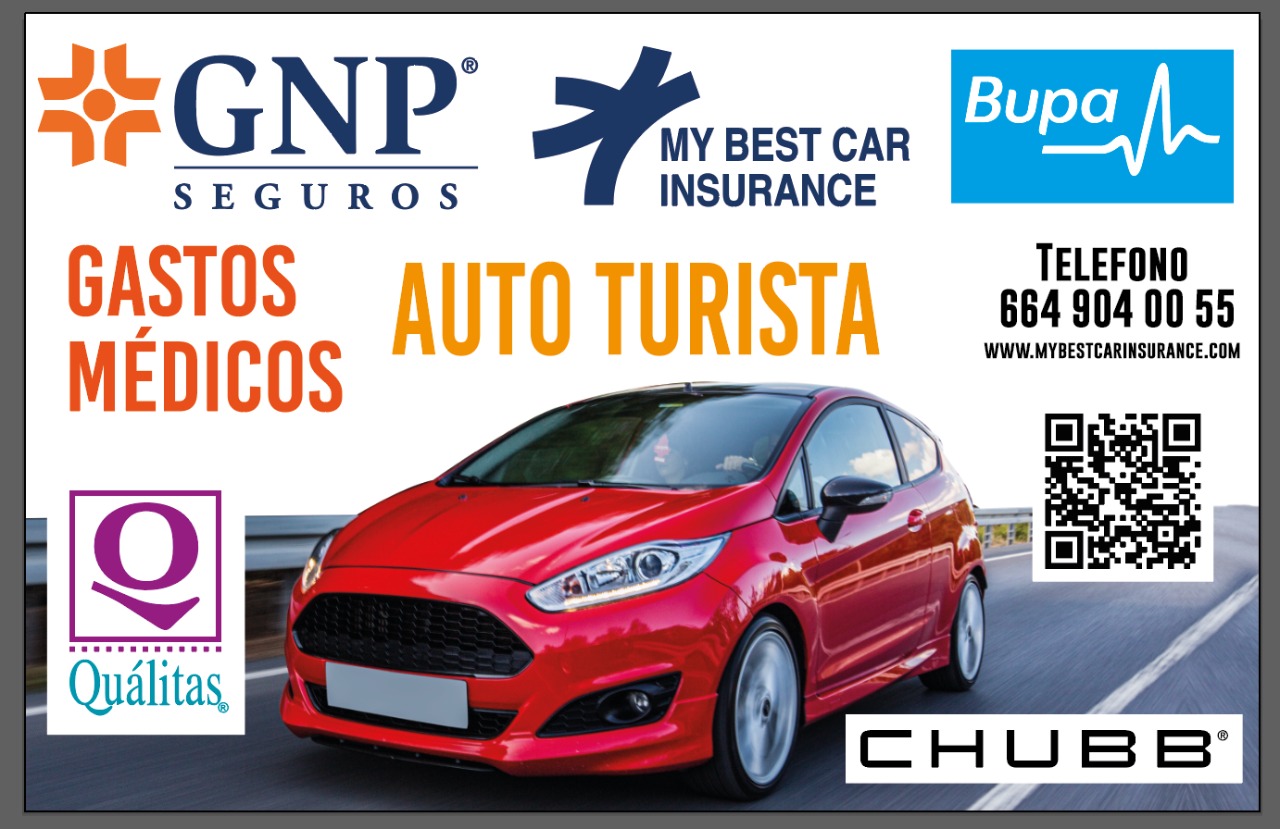 GNP®
SEGUROS
MY BEST CAR
INSURANCE
Bupa
GASTOS
MÉDICOS
AUTO TURISTA
TELEFONO
664 904 00 55
WWW.MYBESTCARINSURANCE.COM
Q
Quálitas®
CHUBB®